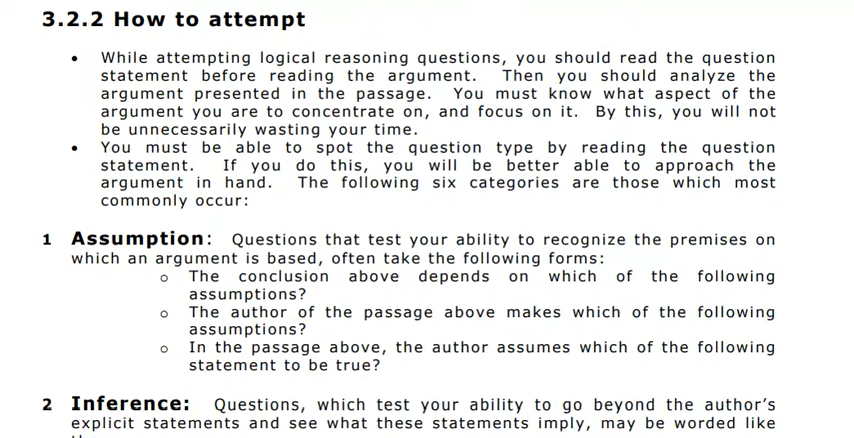 3.2.2 How to attempt
• While attempting logical reasoning questions, you should read the question
statement before reading the argument. Then you should analyze the
argument presented in the passage. You must know what aspect of the
argument you are to concentrate on, and focus on it. By this, you will not
be unnecessarily wasting your time.
• You must be able to spot the question type by reading the question
statement. If you do this, you will be better able to approach the
argument in hand. The following six categories are those which most
commonly occur:
1 Assumption: Questions that test your ability to recognize the premises on
which an argument is based, often take the following forms:
o The conclusion above depends on which of the following
assumptions?
o The author of the passage above makes which of the following
assumptions?
o In the passage above, the author assumes which of the following
statement to be true?
2 Inference: Questions, which test your ability to go beyond the author's
explicit statements and see what these statements imply, may be worded like